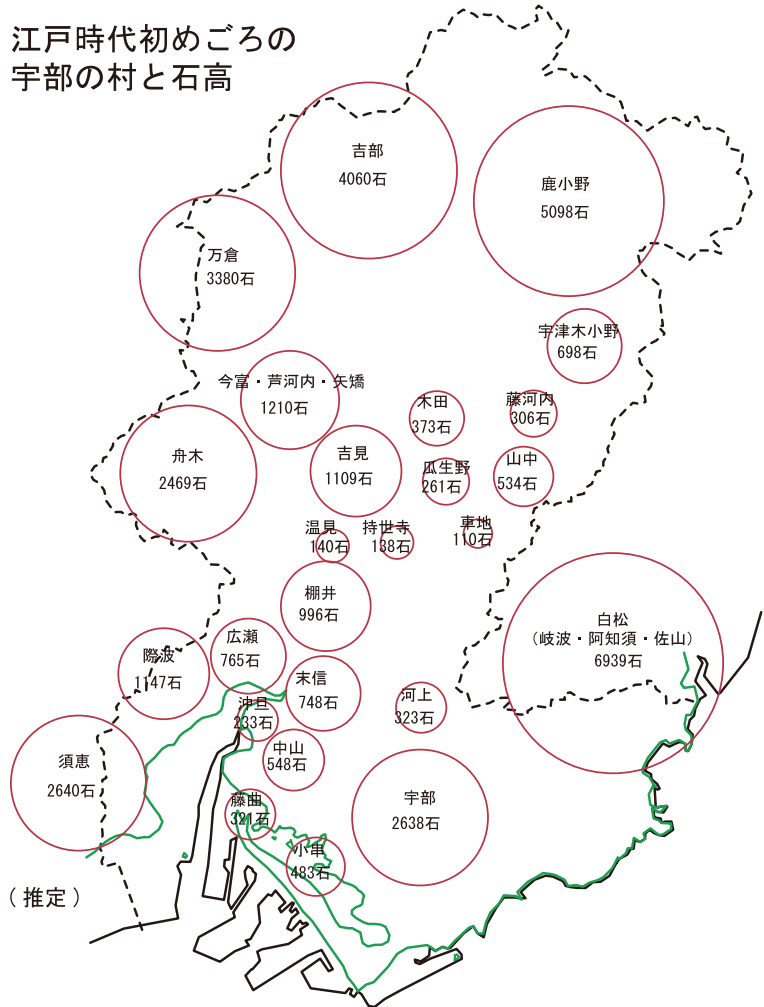 江戸時代初めごろの
宇部の村と石高
吉部
4060石
鹿小野
5098石
万倉
3380石
宇津木小野
698石
今富・芦河内・矢矯
1210石
木田
373石
藤河内
306石
舟木
2469石
吉見
1109石
瓜生野
261石
山中
534石
温見
140石
持世寺
138石
車地
110石
棚井
996石
白松
(岐波・阿知須・佐山)
6939石
広瀬
765石
際波
1147石
末信
748石
河上
323石
沖旦
233石
中山
548石
須恵
2640石
藤曲
321石
宇部
2638石
小串
483石
(推定)